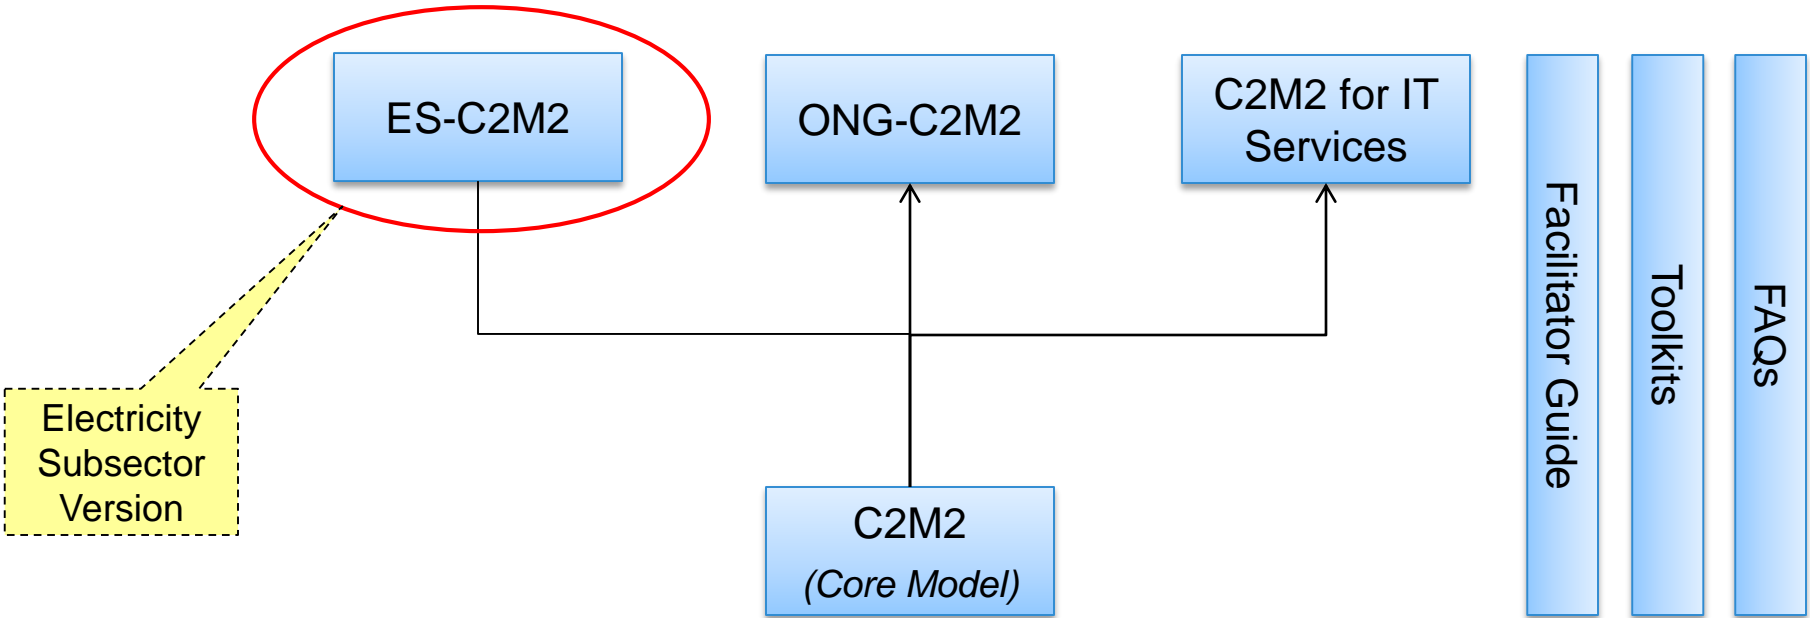 ES-C2M2
ONG-C2M2
C2M2 for IT
Services
Facilitator Guide
Toolkits
FAQs
Electricity
Subsector
Version
C2M2
(Core Model)